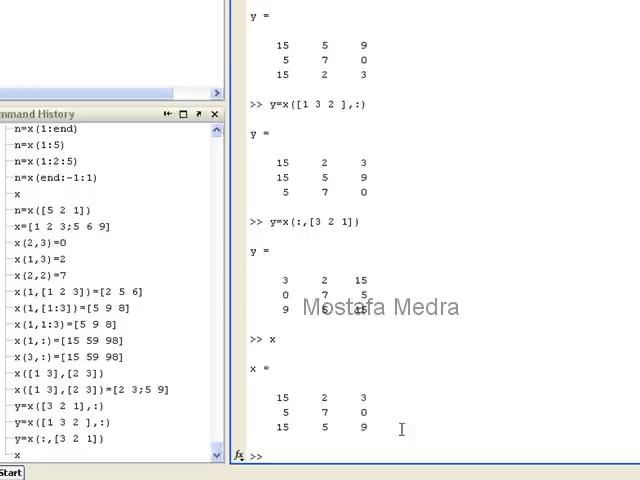 y =
15 5 9
5 7 0
15 2 3
>> y=x([1 3 2 ],:)
y =
15 2 3
15 5 9
5 7 0
>> y=x(:,[3 2 1])
y =
3 2 15
0 7 5
9 5 15
Mostafa Medra
>> x
x =
15 2 3
5 7 0
15 5 9
fx >>
mmand History
n=x(1:end)
n=x(1:5)
n=x(1:2:5)
n=x(end:-1:1)
x
n=x([5 2 1])
x=[1 2 3;5 6 9]
x(2,3)=0
x(1,3)=2
x(2,2)=7
x(1,[1 2 3])=[2 5 6]
x(1,[1:3])=[5 9 8]
x(1,1:3)=[5 9 8]
x(1,:)=[15 59 98]
x(3,:)=[15 59 98]
x([1 3],[2 3])
x([1 3],[2 3])=[2 3;5 9]
y=x([3 2 1],:)
y=x([1 3 2 ],:)
y=x(:,[3 2 1])
x
Start